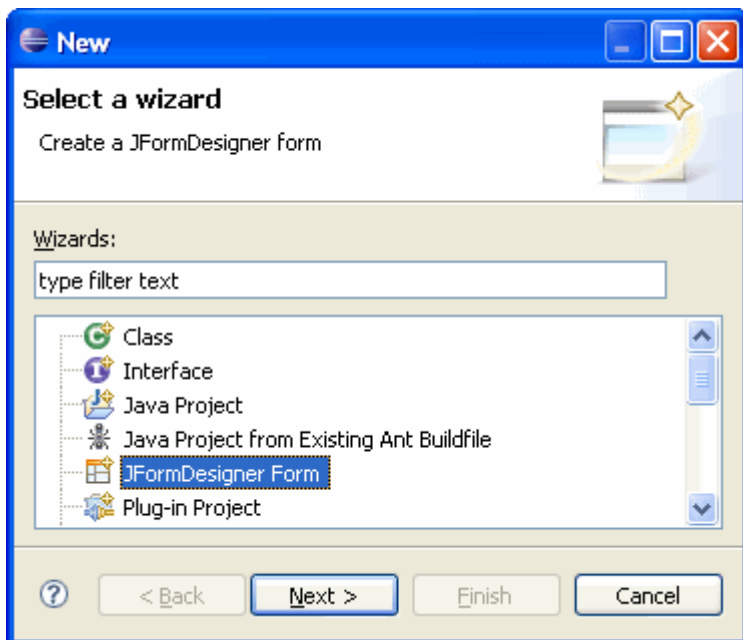 New
Select a wizard
Create a JFormDesigner form
Wizards:
type filter text
Class
Interface
Java Project
Java Project from Existing Ant Buildfile
JFormDesigner Form
Plug-in Project
? < Back Next > Finish Cancel